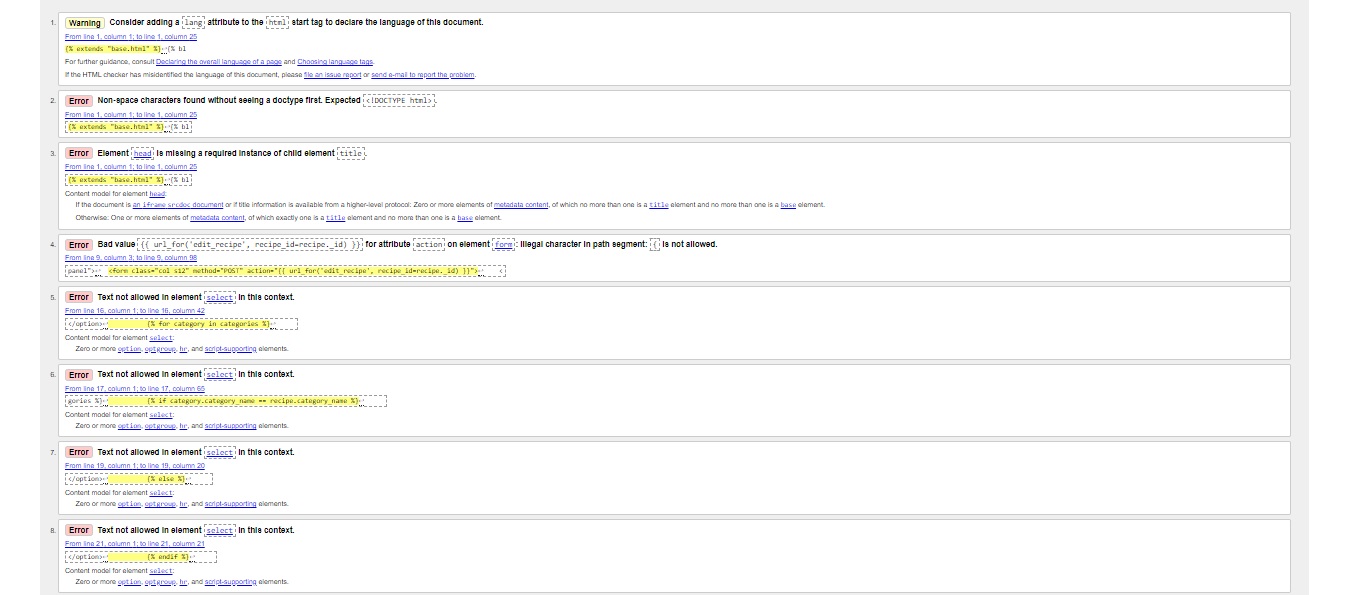 1. Warning Consider adding a lang attribute to the html start tag to declare the language of this document.
From line 1, column 1; to line 1, column 25
{% extends "base.html" %}↩{% bl
For further guidance, consult Declaring the overall language of a page and Choosing language tags.
If the HTML checker has misidentified the language of this document, please file an issue report or send e-mail to report the problem.
2. Error Non-space characters found without seeing a doctype first. Expected <!DOCTYPE html>.
From line 1, column 1; to line 1, column 25
{% extends "base.html" %}↩{% bl
3. Error Element head is missing a required instance of child element title.
From line 1, column 1; to line 1, column 25
{% extends "base.html" %}↩{% bl
Content model for element head:
If the document is an iframe srcdoc document or if title information is available from a higher-level protocol: Zero or more elements of metadata content, of which no more than one is a title element and no more than one is a base element.
Otherwise: One or more elements of metadata content, of which exactly one is a title element and no more than one is a base element.
4. Error Bad value {{ url_for('edit_recipe', recipe_id=recipe._id) }} for attribute action on element form: Illegal character in path segment: { is not allowed.
From line 9, column 3; to line 9, column 98
panel">↩ <form class="col s12" method="POST" action="{{ url_for('edit_recipe', recipe_id=recipe._id) }}">↩ <
5. Error Text not allowed in element select in this context.
From line 16, column 1; to line 16, column 42
</option>↩ {% for category in categories %}↩
Content model for element select:
Zero or more option, optgroup, hr, and script-supporting elements.
6. Error Text not allowed in element select in this context.
From line 17, column 1; to line 17, column 65
gories %}↩ {% if category.category_name == recipe.category_name %}↩
Content model for element select:
Zero or more option, optgroup, hr, and script-supporting elements.
7. Error Text not allowed in element select in this context.
From line 19, column 1; to line 19, column 20
</option>↩ {% else %}↩
Content model for element select:
Zero or more option, optgroup, hr, and script-supporting elements.
8. Error Text not allowed in element select in this context.
From line 21, column 1; to line 21, column 21
</option>↩ {% endif %}↩
Content model for element select:
Zero or more option, optgroup, hr, and script-supporting elements.